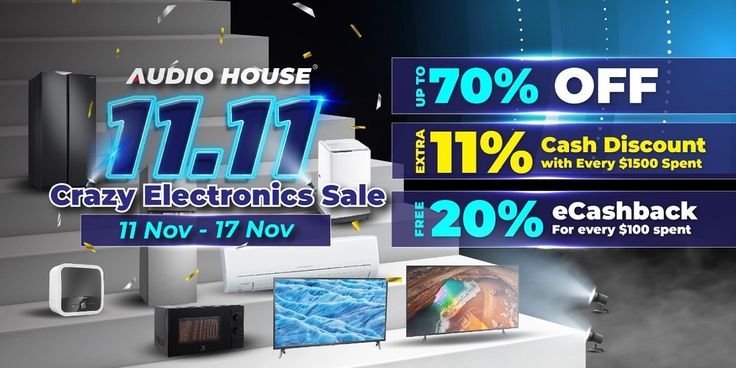 AUDIO HOUSE®
11.11
Crazy Electronics Sale
11 Nov - 17 Nov
UP TO 70% OFF
EXTRA 11% Cash Discount
with Every $1500 Spent
FREE 20% eCashback
For every $100 spent